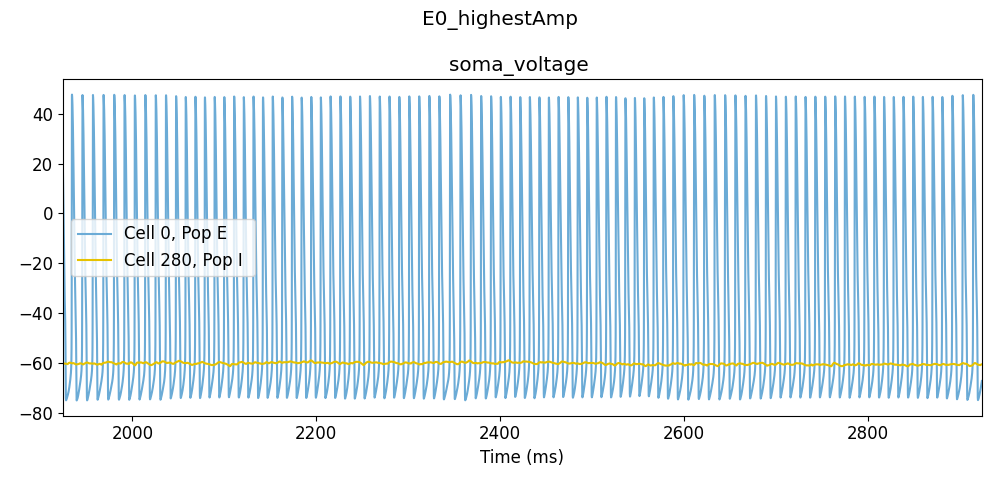 E0_highestAmp
soma_voltage
40
20
0
−20
−40
−60
−80
Cell 0, Pop E
Cell 280, Pop I
2000 2200 2400 2600 2800
Time (ms)